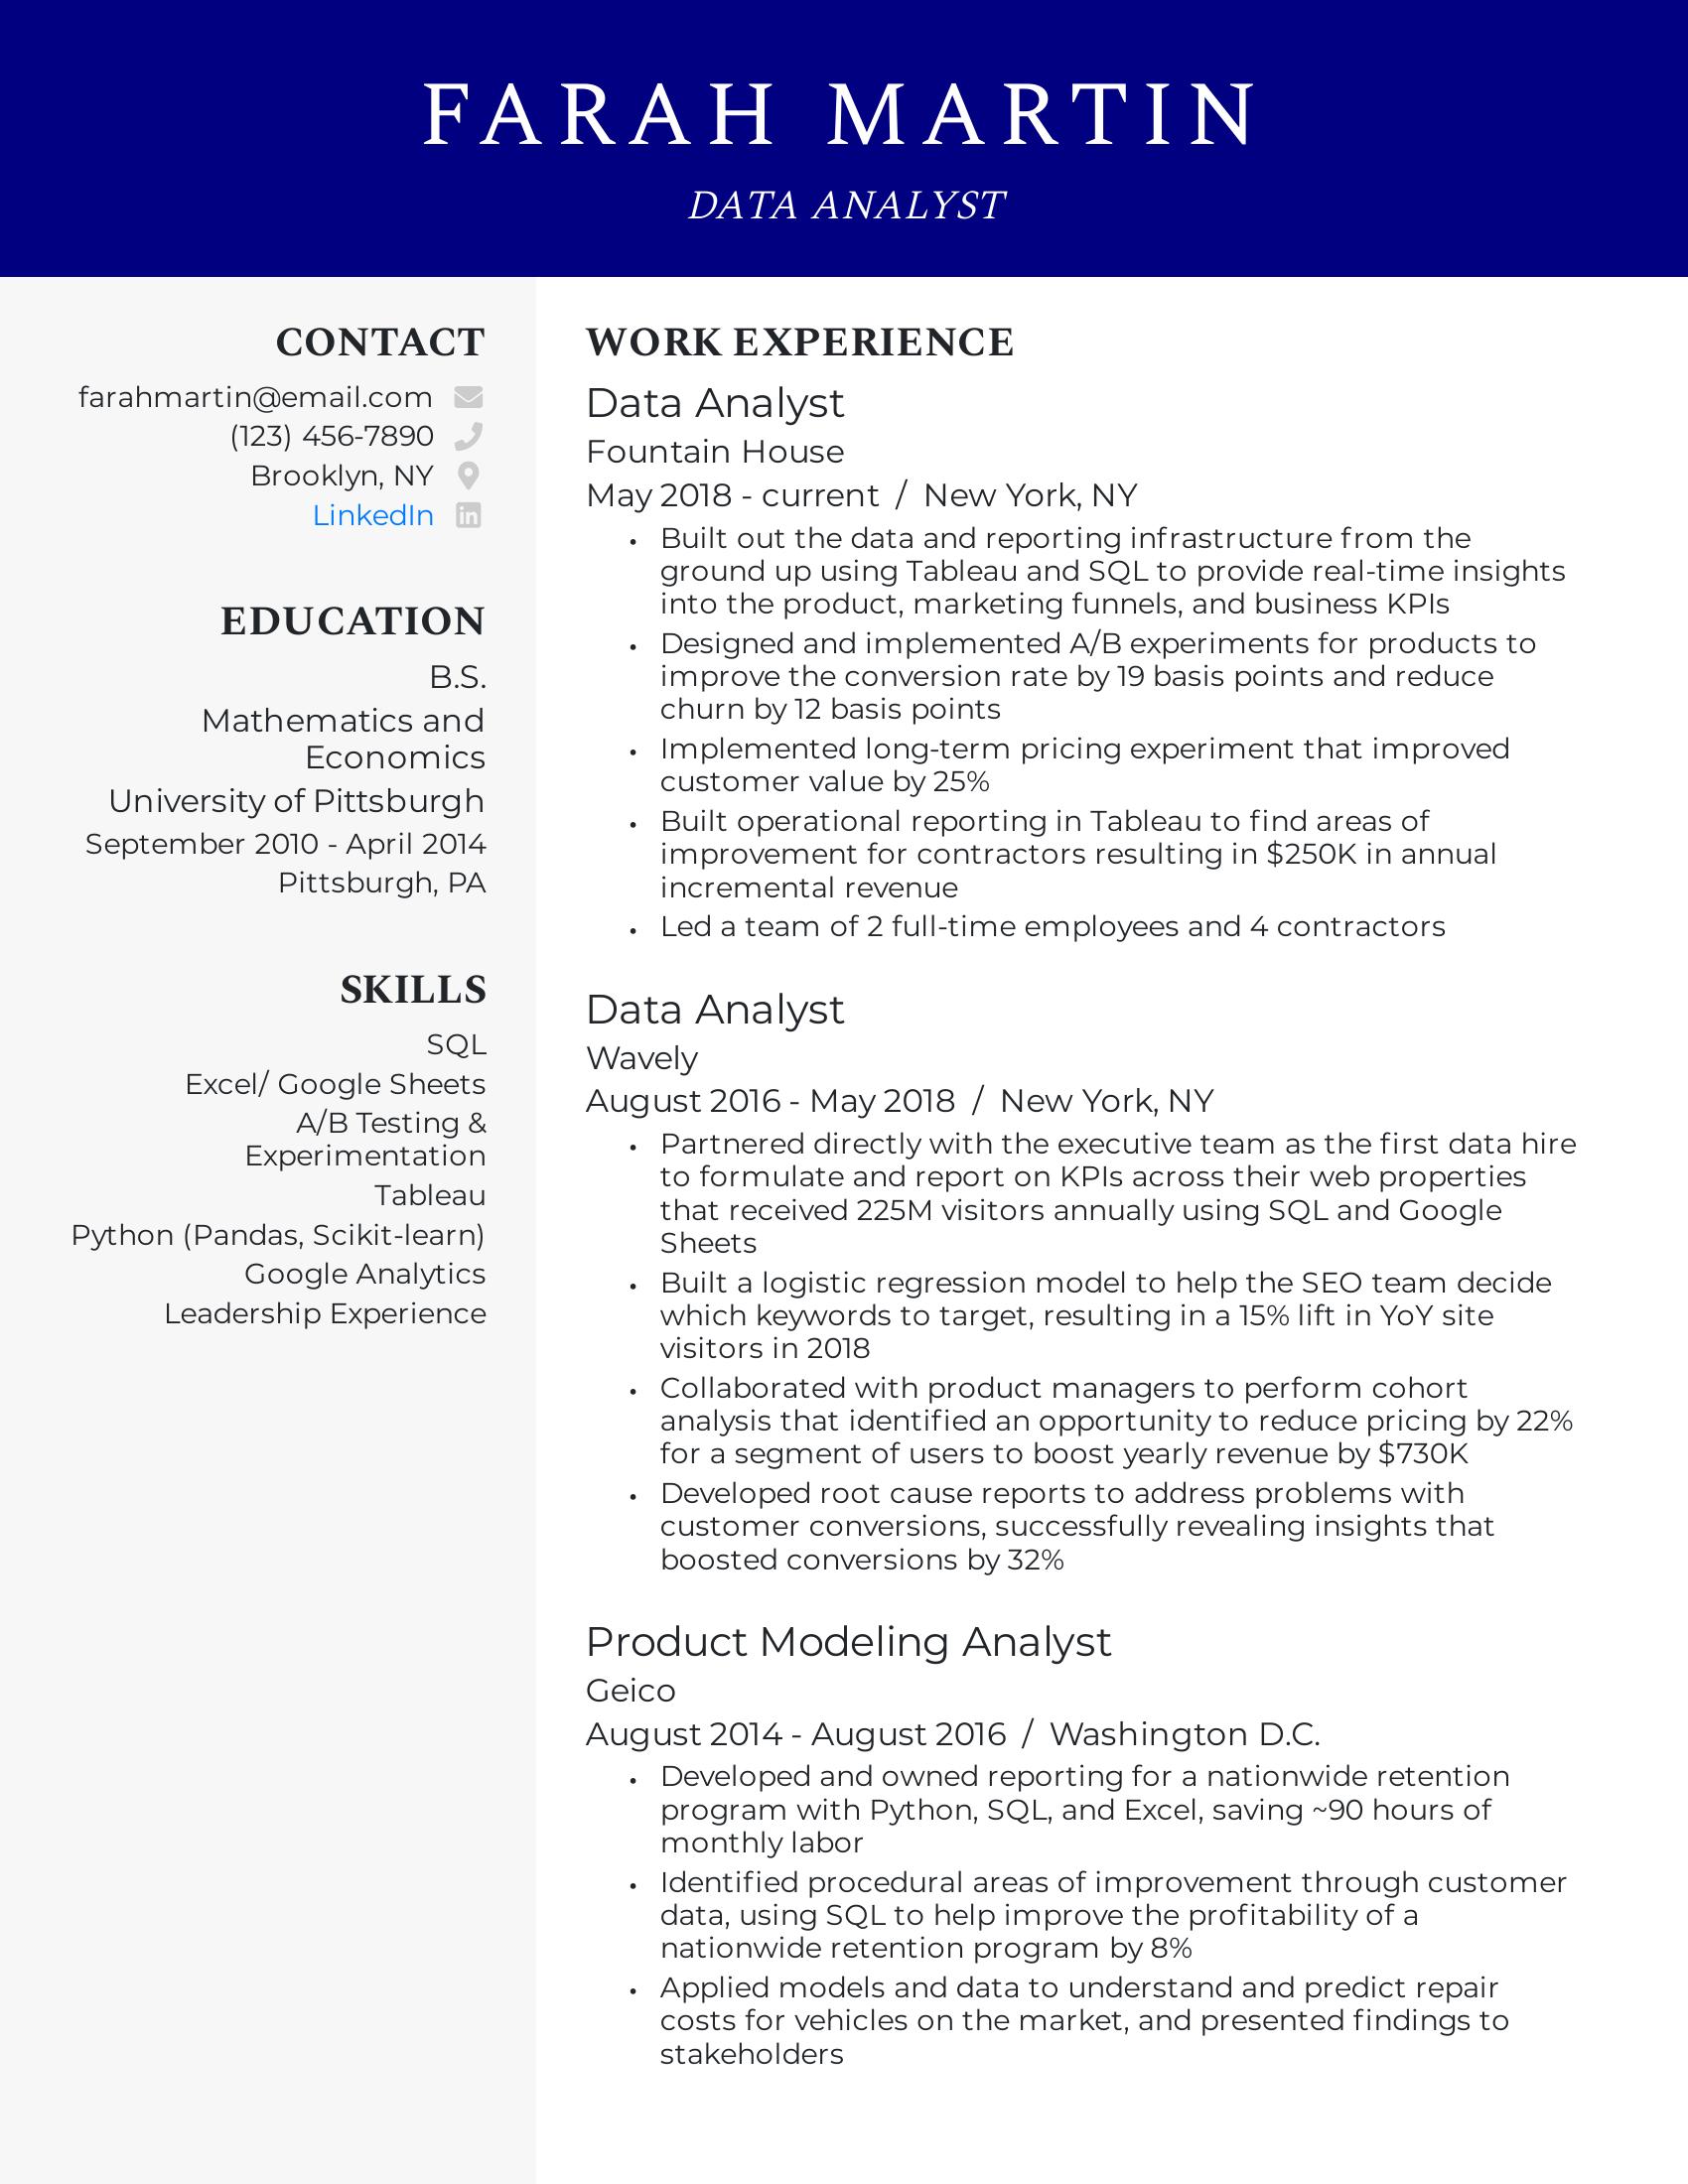 FARAH MARTIN
DATA ANALYST
CONTACT
farahmartin@email.com
(123) 456-7890
Brooklyn, NY
LinkedIn
EDUCATION
B.S.
Mathematics and
Economics
University of Pittsburgh
September 2010 - April 2014
Pittsburgh, PA
SKILLS
SQL
Excel/ Google Sheets
A/B Testing &
Experimentation
Tableau
Python (Pandas, Scikit-learn)
Google Analytics
Leadership Experience
WORK EXPERIENCE
Data Analyst
Fountain House
May 2018 - current / New York, NY
• Built out the data and reporting infrastructure from the
ground up using Tableau and SQL to provide real-time insights
into the product, marketing funnels, and business KPIs
• Designed and implemented A/B experiments for products to
improve the conversion rate by 19 basis points and reduce
churn by 12 basis points
• Implemented long-term pricing experiment that improved
customer value by 25%
• Built operational reporting in Tableau to find areas of
improvement for contractors resulting in $250K in annual
incremental revenue
• Led a team of 2 full-time employees and 4 contractors
Data Analyst
Wavely
August 2016 - May 2018 / New York, NY
• Partnered directly with the executive team as the first data hire
to formulate and report on KPIs across their web properties
that received 225M visitors annually using SQL and Google
Sheets
• Built a logistic regression model to help the SEO team decide
which keywords to target, resulting in a 15% lift in YoY site
visitors in 2018
• Collaborated with product managers to perform cohort
analysis that identified an opportunity to reduce pricing by 22%
for a segment of users to boost yearly revenue by $730K
• Developed root cause reports to address problems with
customer conversions, successfully revealing insights that
boosted conversions by 32%
Product Modeling Analyst
Geico
August 2014 - August 2016 / Washington D.C.
• Developed and owned reporting for a nationwide retention
program with Python, SQL, and Excel, saving ~90 hours of
monthly labor
• Identified procedural areas of improvement through customer
data, using SQL to help improve the profitability of a
nationwide retention program by 8%
• Applied models and data to understand and predict repair
costs for vehicles on the market, and presented findings to
stakeholders